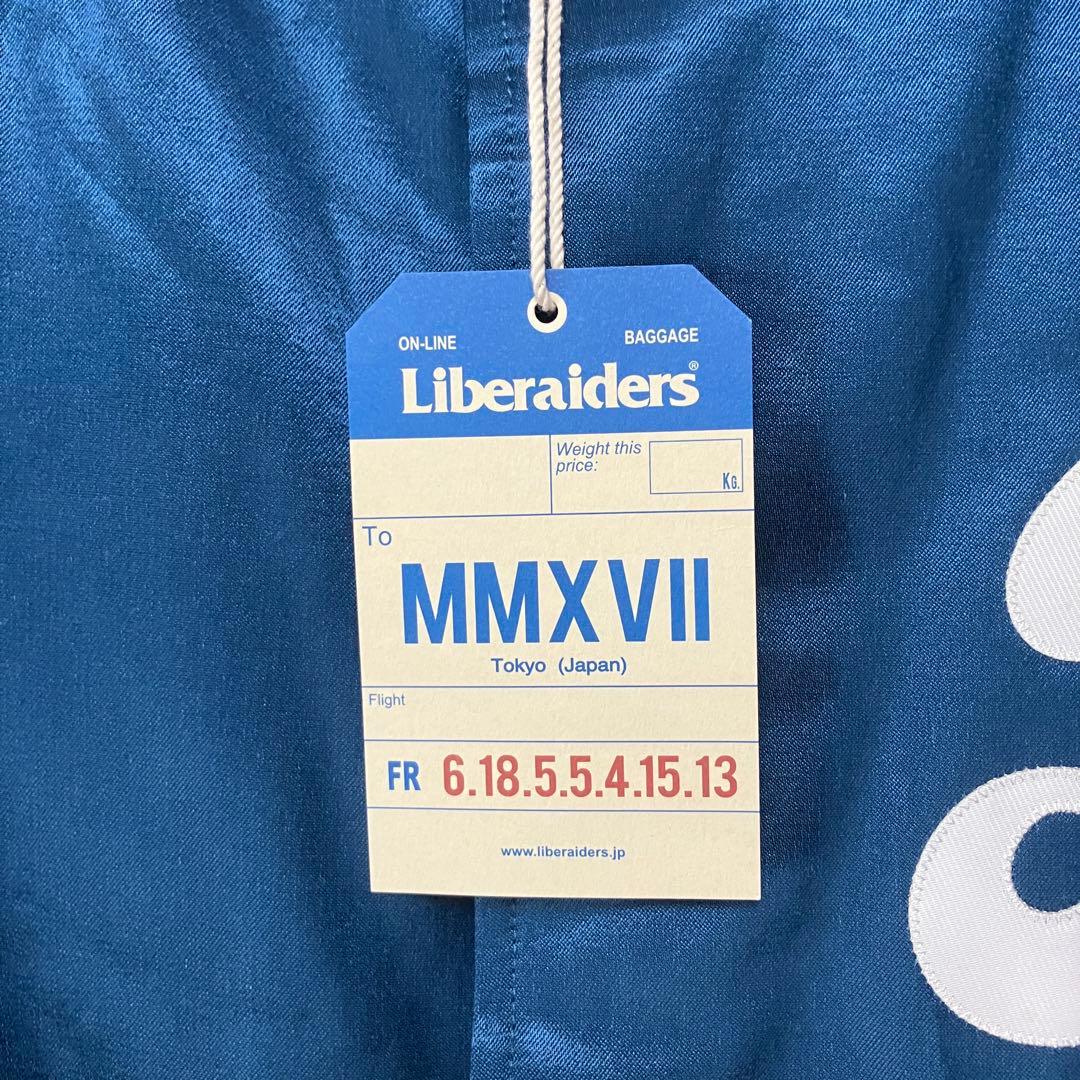 ON-LINE BAGGAGE
Liberaiders®
Weight this
price:
KG.
To
MMXVII
Tokyo (Japan)
Flight
FR 6.18.5.5.4.15.13
www.liberaiders.jp